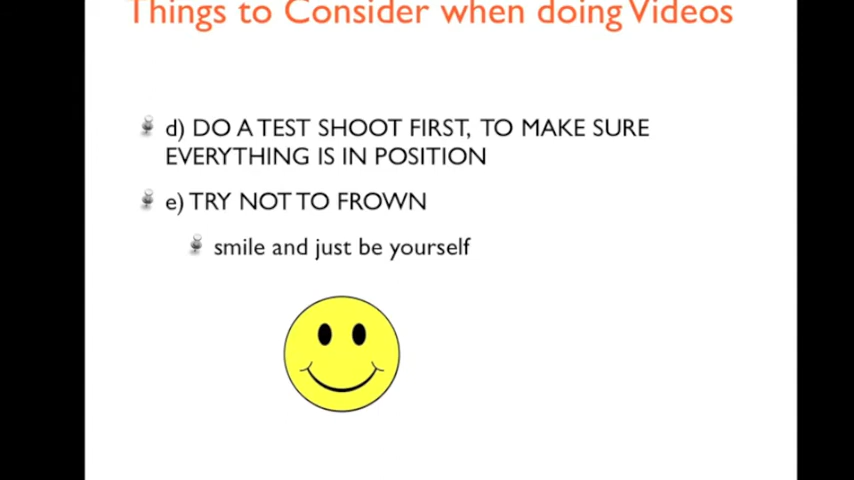 Things to Consider when doing Videos
d) DO A TEST SHOOT FIRST, TO MAKE SURE
EVERYTHING IS IN POSITION
e) TRY NOT TO FROWN
smile and just be yourself